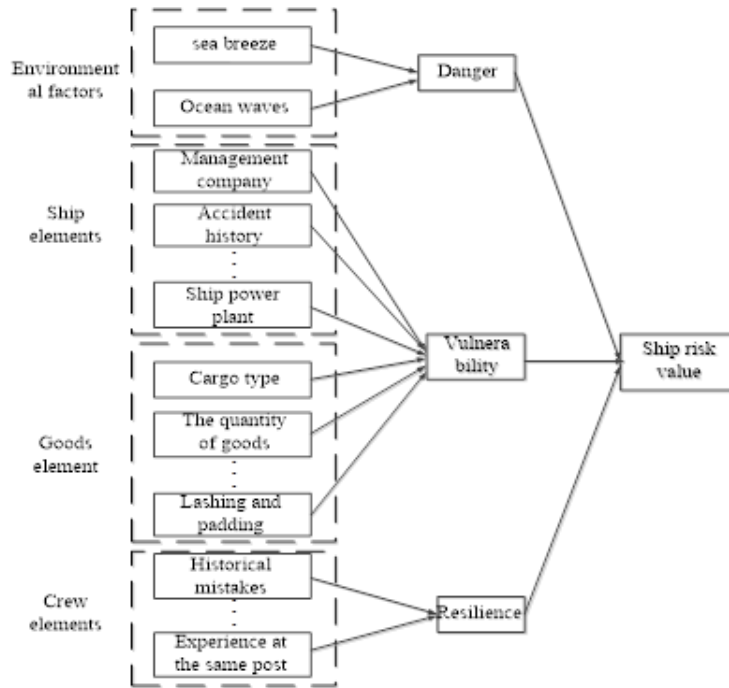 Environment
al factors
sea breeze
Ocean waves
Danger
Ship
elements
Management
company
Accident
history
Ship power
plant
Vulnera
bility
Ship risk
value
Goods
element
Cargo type
The quantity
of goods
Lashing and
padding
Crew
elements
Historical
mistakes
Experience at
the same post
Resilience